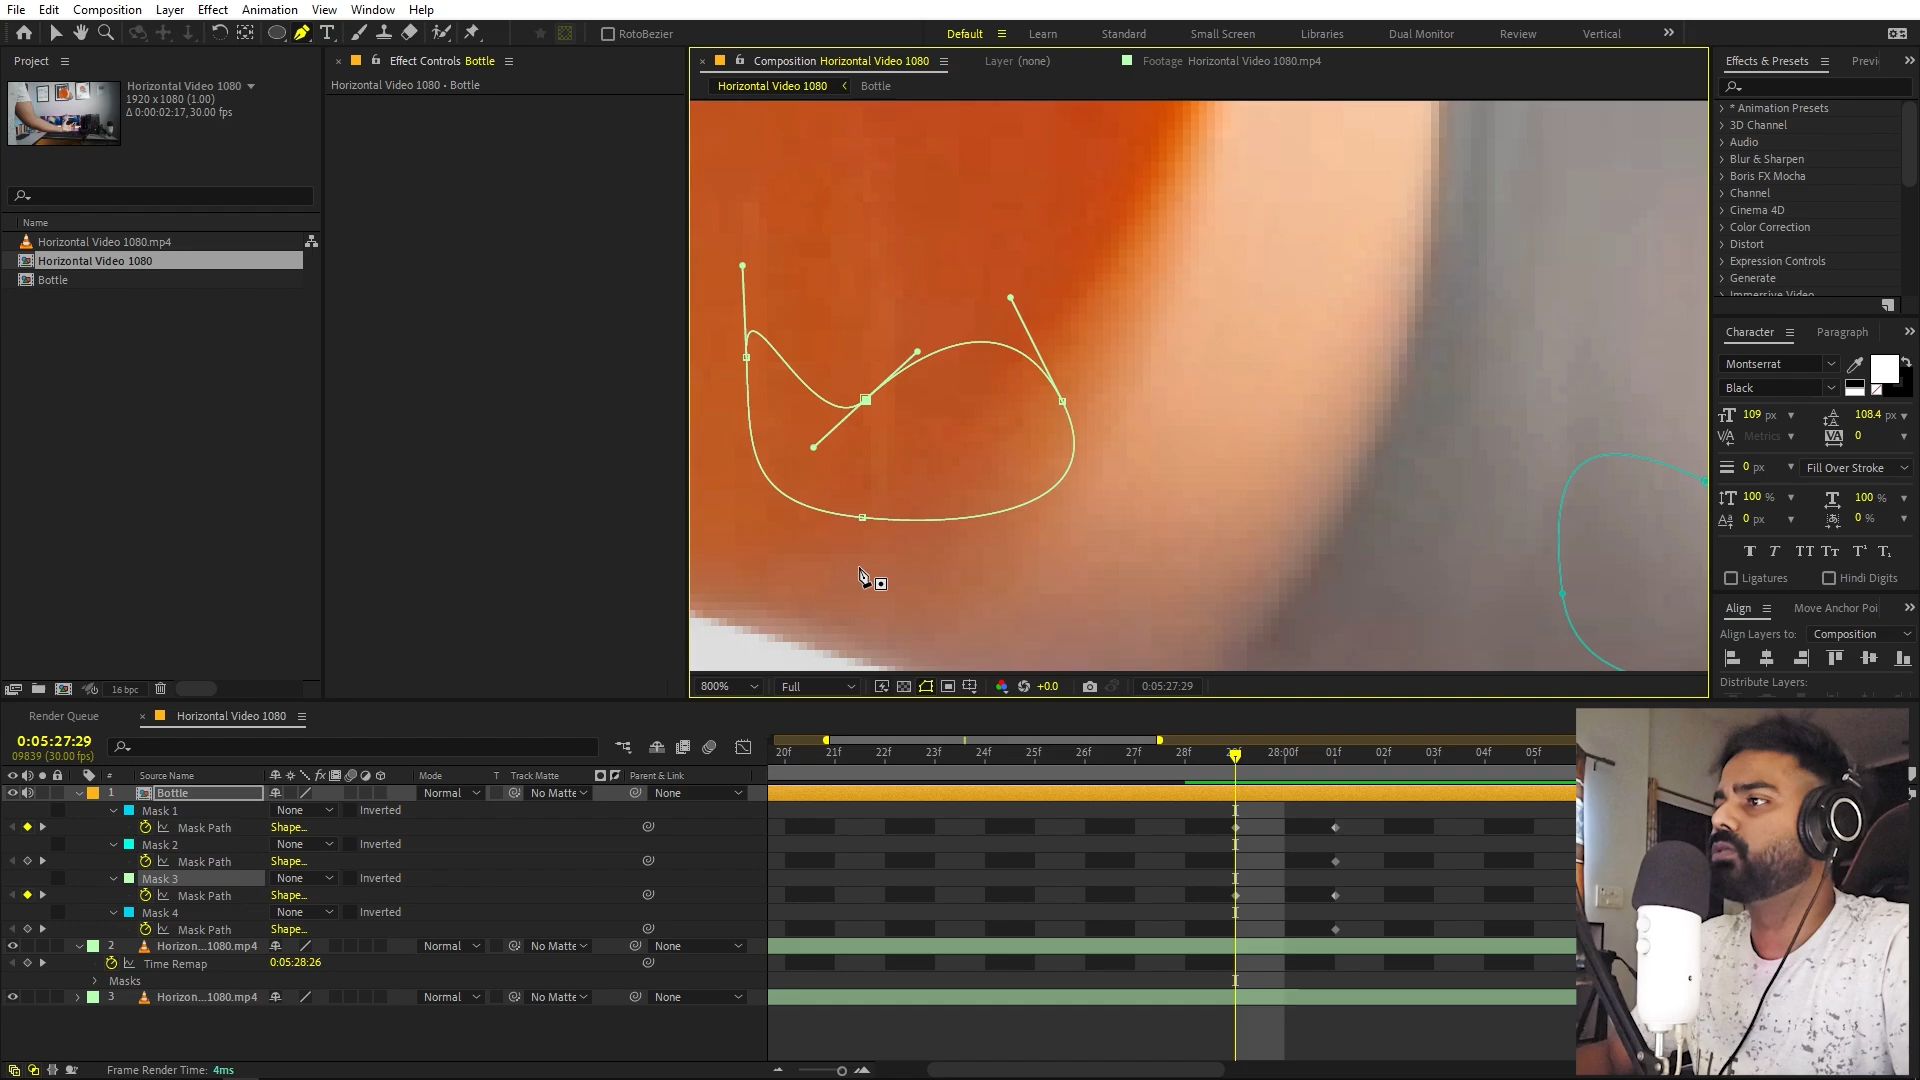 File Edit Composition Layer Effect Animation View Window Help
RotoBezier
Default Learn Standard Small Screen Libraries Dual Monitor Review Vertical
Project
Horizontal Video 1080
1920 x 1080 (1.00)
Δ 0:00:02:17, 30.00 fps
Name
Horizontal Video 1080.mp4
Horizontal Video 1080
Bottle
16 bpc
Effect Controls Bottle
Horizontal Video 1080 • Bottle
Composition Horizontal Video 1080 Layer (none) Footage Horizontal Video 1080.mp4
Horizontal Video 1080 Bottle
800% Full +0.0 0:05:27:29
Effects & Presets Previ
* Animation Presets
3D Channel
Audio
Blur & Sharpen
Boris FX Mocha
Channel
Cinema 4D
Color Correction
Distort
Expression Controls
Generate
Immersive Video
Character Paragraph
Montserrat
Black
109 px 108.4 px
Metrics 0
0 px Fill Over Stroke
100 % 100 %
0 px 0 %
Ligatures Hindi Digits
Align Move Anchor Poi
Align Layers to: Composition
Distribute Layers:
Render Queue Horizontal Video 1080
0:05:27:29
09839 (30.00 fps)
# Source Name Mode T Track Matte Parent & Link
1 Bottle Normal No Matte None
Mask 1 None Inverted
Mask Path Shape...
Mask 2 None Inverted
Mask Path Shape...
Mask 3 None Inverted
Mask Path Shape...
Mask 4 None Inverted
Mask Path Shape...
2 Horizon...1080.mp4 Normal No Matte None
Time Remap 0:05:28:26
Masks
3 Horizon...1080.mp4 Normal No Matte None
20f 21f 22f 23f 24f 25f 26f 27f 28f 28:00f 01f 02f 03f 04f 05f
Frame Render Time: 4ms